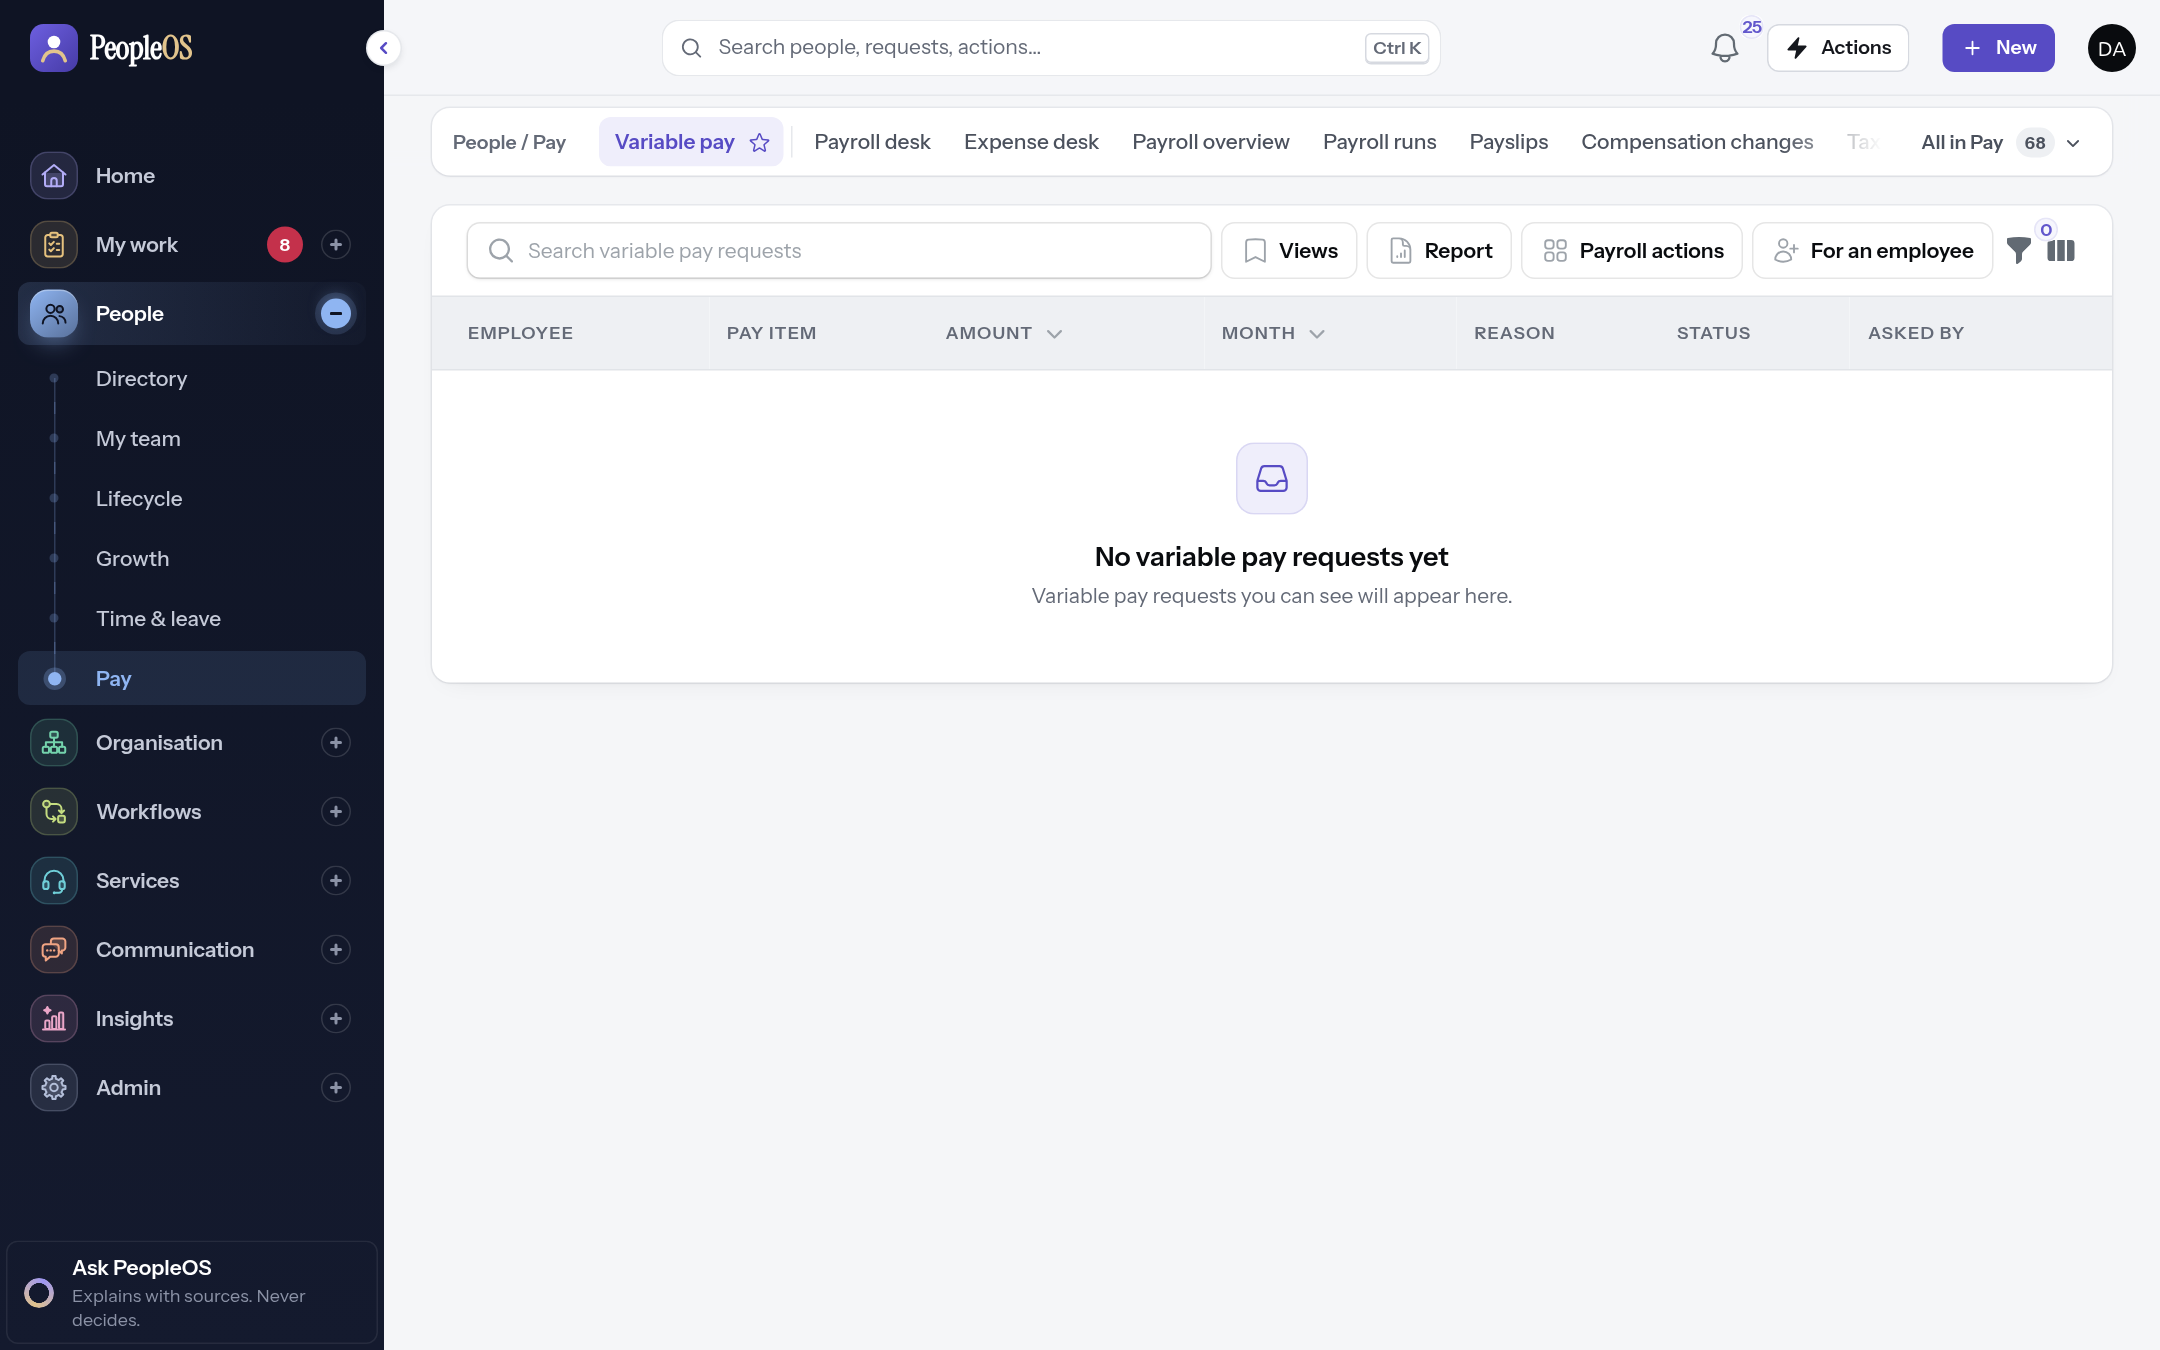 PeopleOS
Search people, requests, actions...
Ctrl K
25
Actions
New
DA
Home
My work
8
People
Directory
My team
Lifecycle
Growth
Time & leave
Pay
Organisation
Workflows
Services
Communication
Insights
Admin
Ask PeopleOS
Explains with sources. Never
decides.
People / Pay
Variable pay
Payroll desk
Expense desk
Payroll overview
Payroll runs
Payslips
Compensation changes
Tax
All in Pay
68
Search variable pay requests
Views
Report
Payroll actions
For an employee
0
EMPLOYEE
PAY ITEM
AMOUNT
MONTH
REASON
STATUS
ASKED BY
No variable pay requests yet
Variable pay requests you can see will appear here.